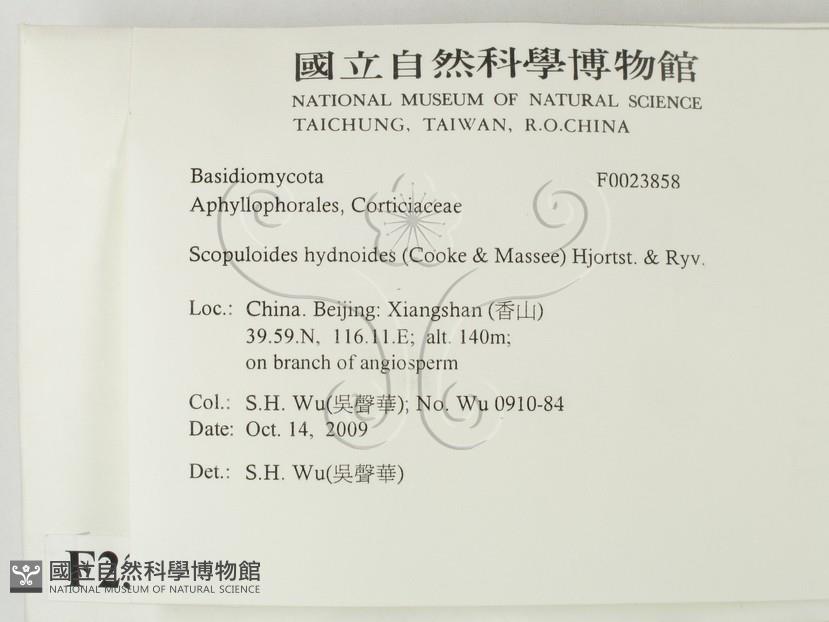 國立自然科學博物館
NATIONAL MUSEUM OF NATURAL SCIENCE
TAICHUNG, TAIWAN, R.O.CHINA
Basidiomycota F0023858
Aphyllophorales, Corticiaceae
Scopuloides hydnoides (Cooke & Massee) Hjortst. & Ryv.
Loc.: China. Beijing: Xiangshan (香山)
39.59.N, 116.11.E; alt. 140m;
on branch of angiosperm
Col.: S.H. Wu(吳聲華); No. Wu 0910-84
Date: Oct. 14, 2009
Det.: S.H. Wu(吳聲華)
國立自然科學博物館
NATIONAL MUSEUM OF NATURAL SCIENCE